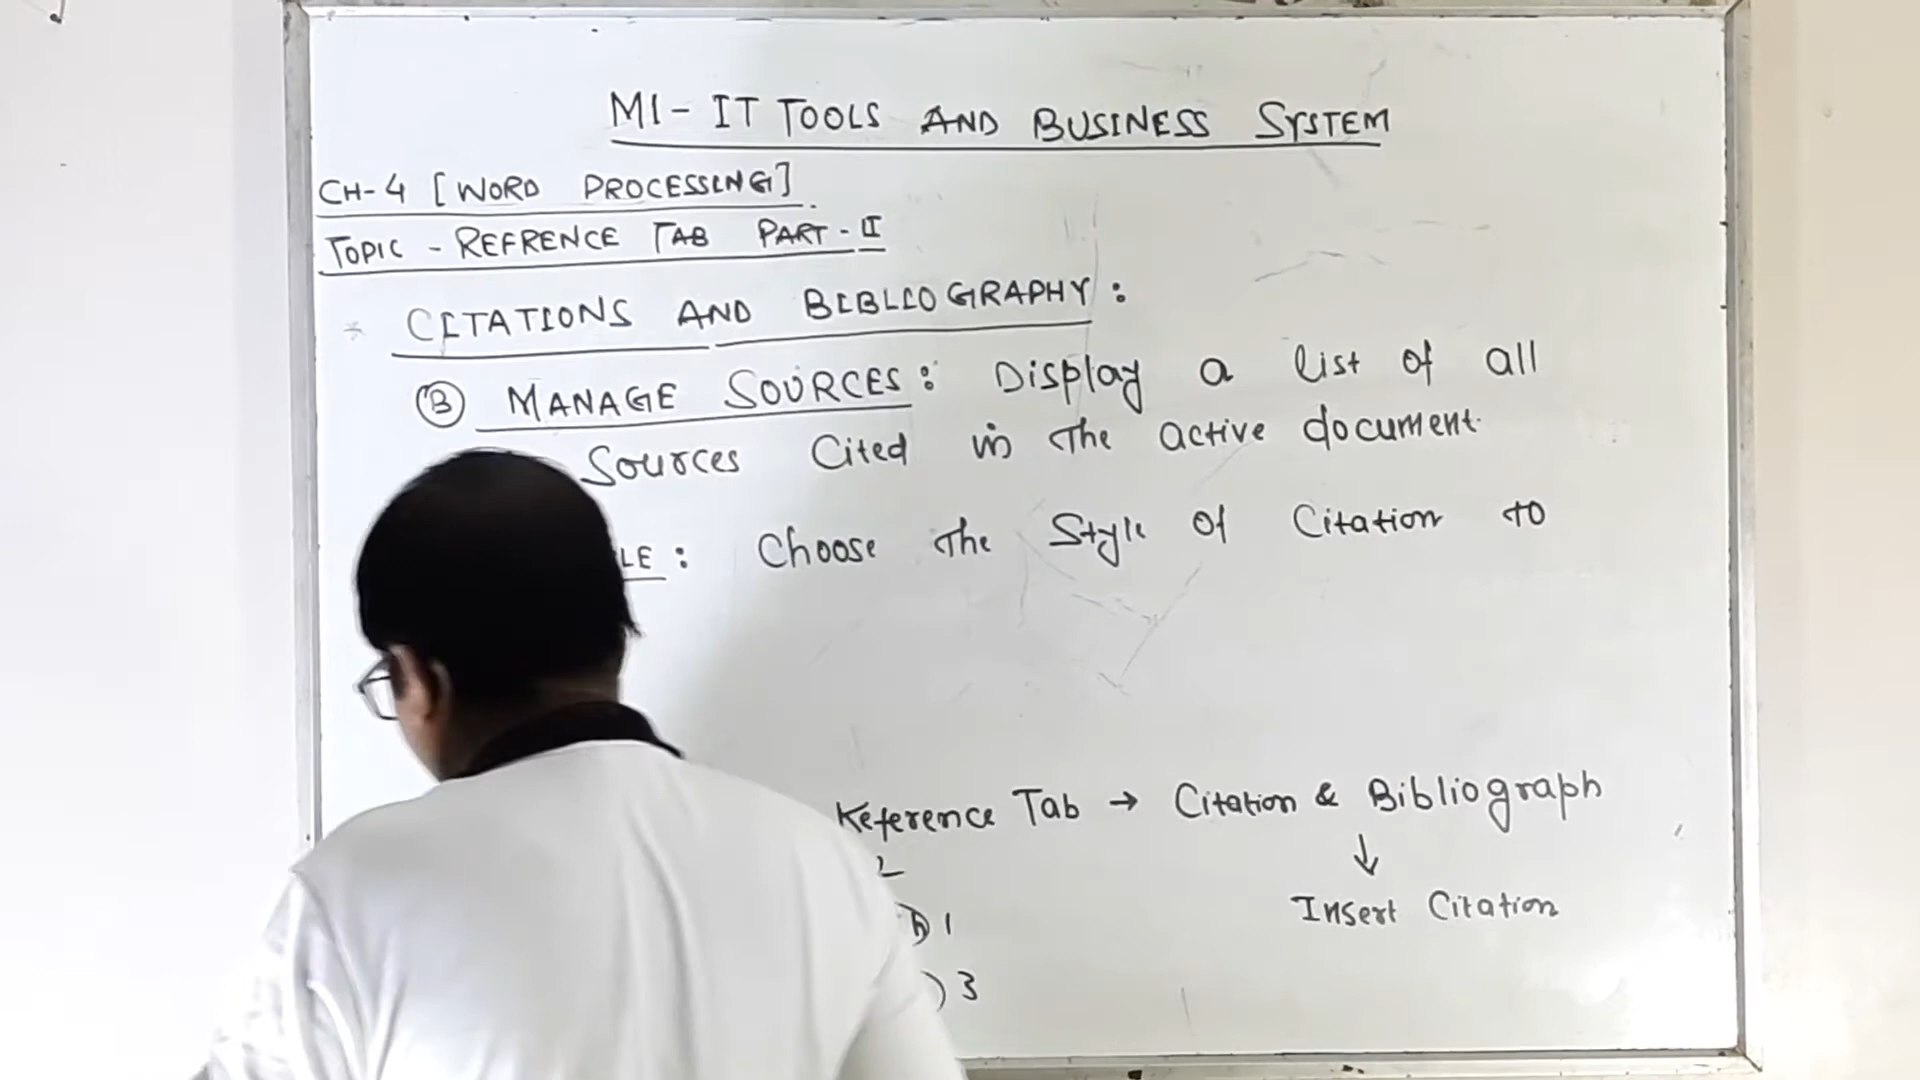 M1 - IT TOOLS AND BUSINESS SYSTEM
CH-4 [WORD PROCESSING]
TOPIC - REFRENCE TAB PART - II
* CITATIONS AND BIBLIOGRAPHY :
(B) MANAGE SOURCES : Display a list of all
Sources Cited in the active document.
LE : Choose the Style of Citation to
Reference Tab → Citation & Bibliograph
2
↓
b) 1
Insert Citation
) 3